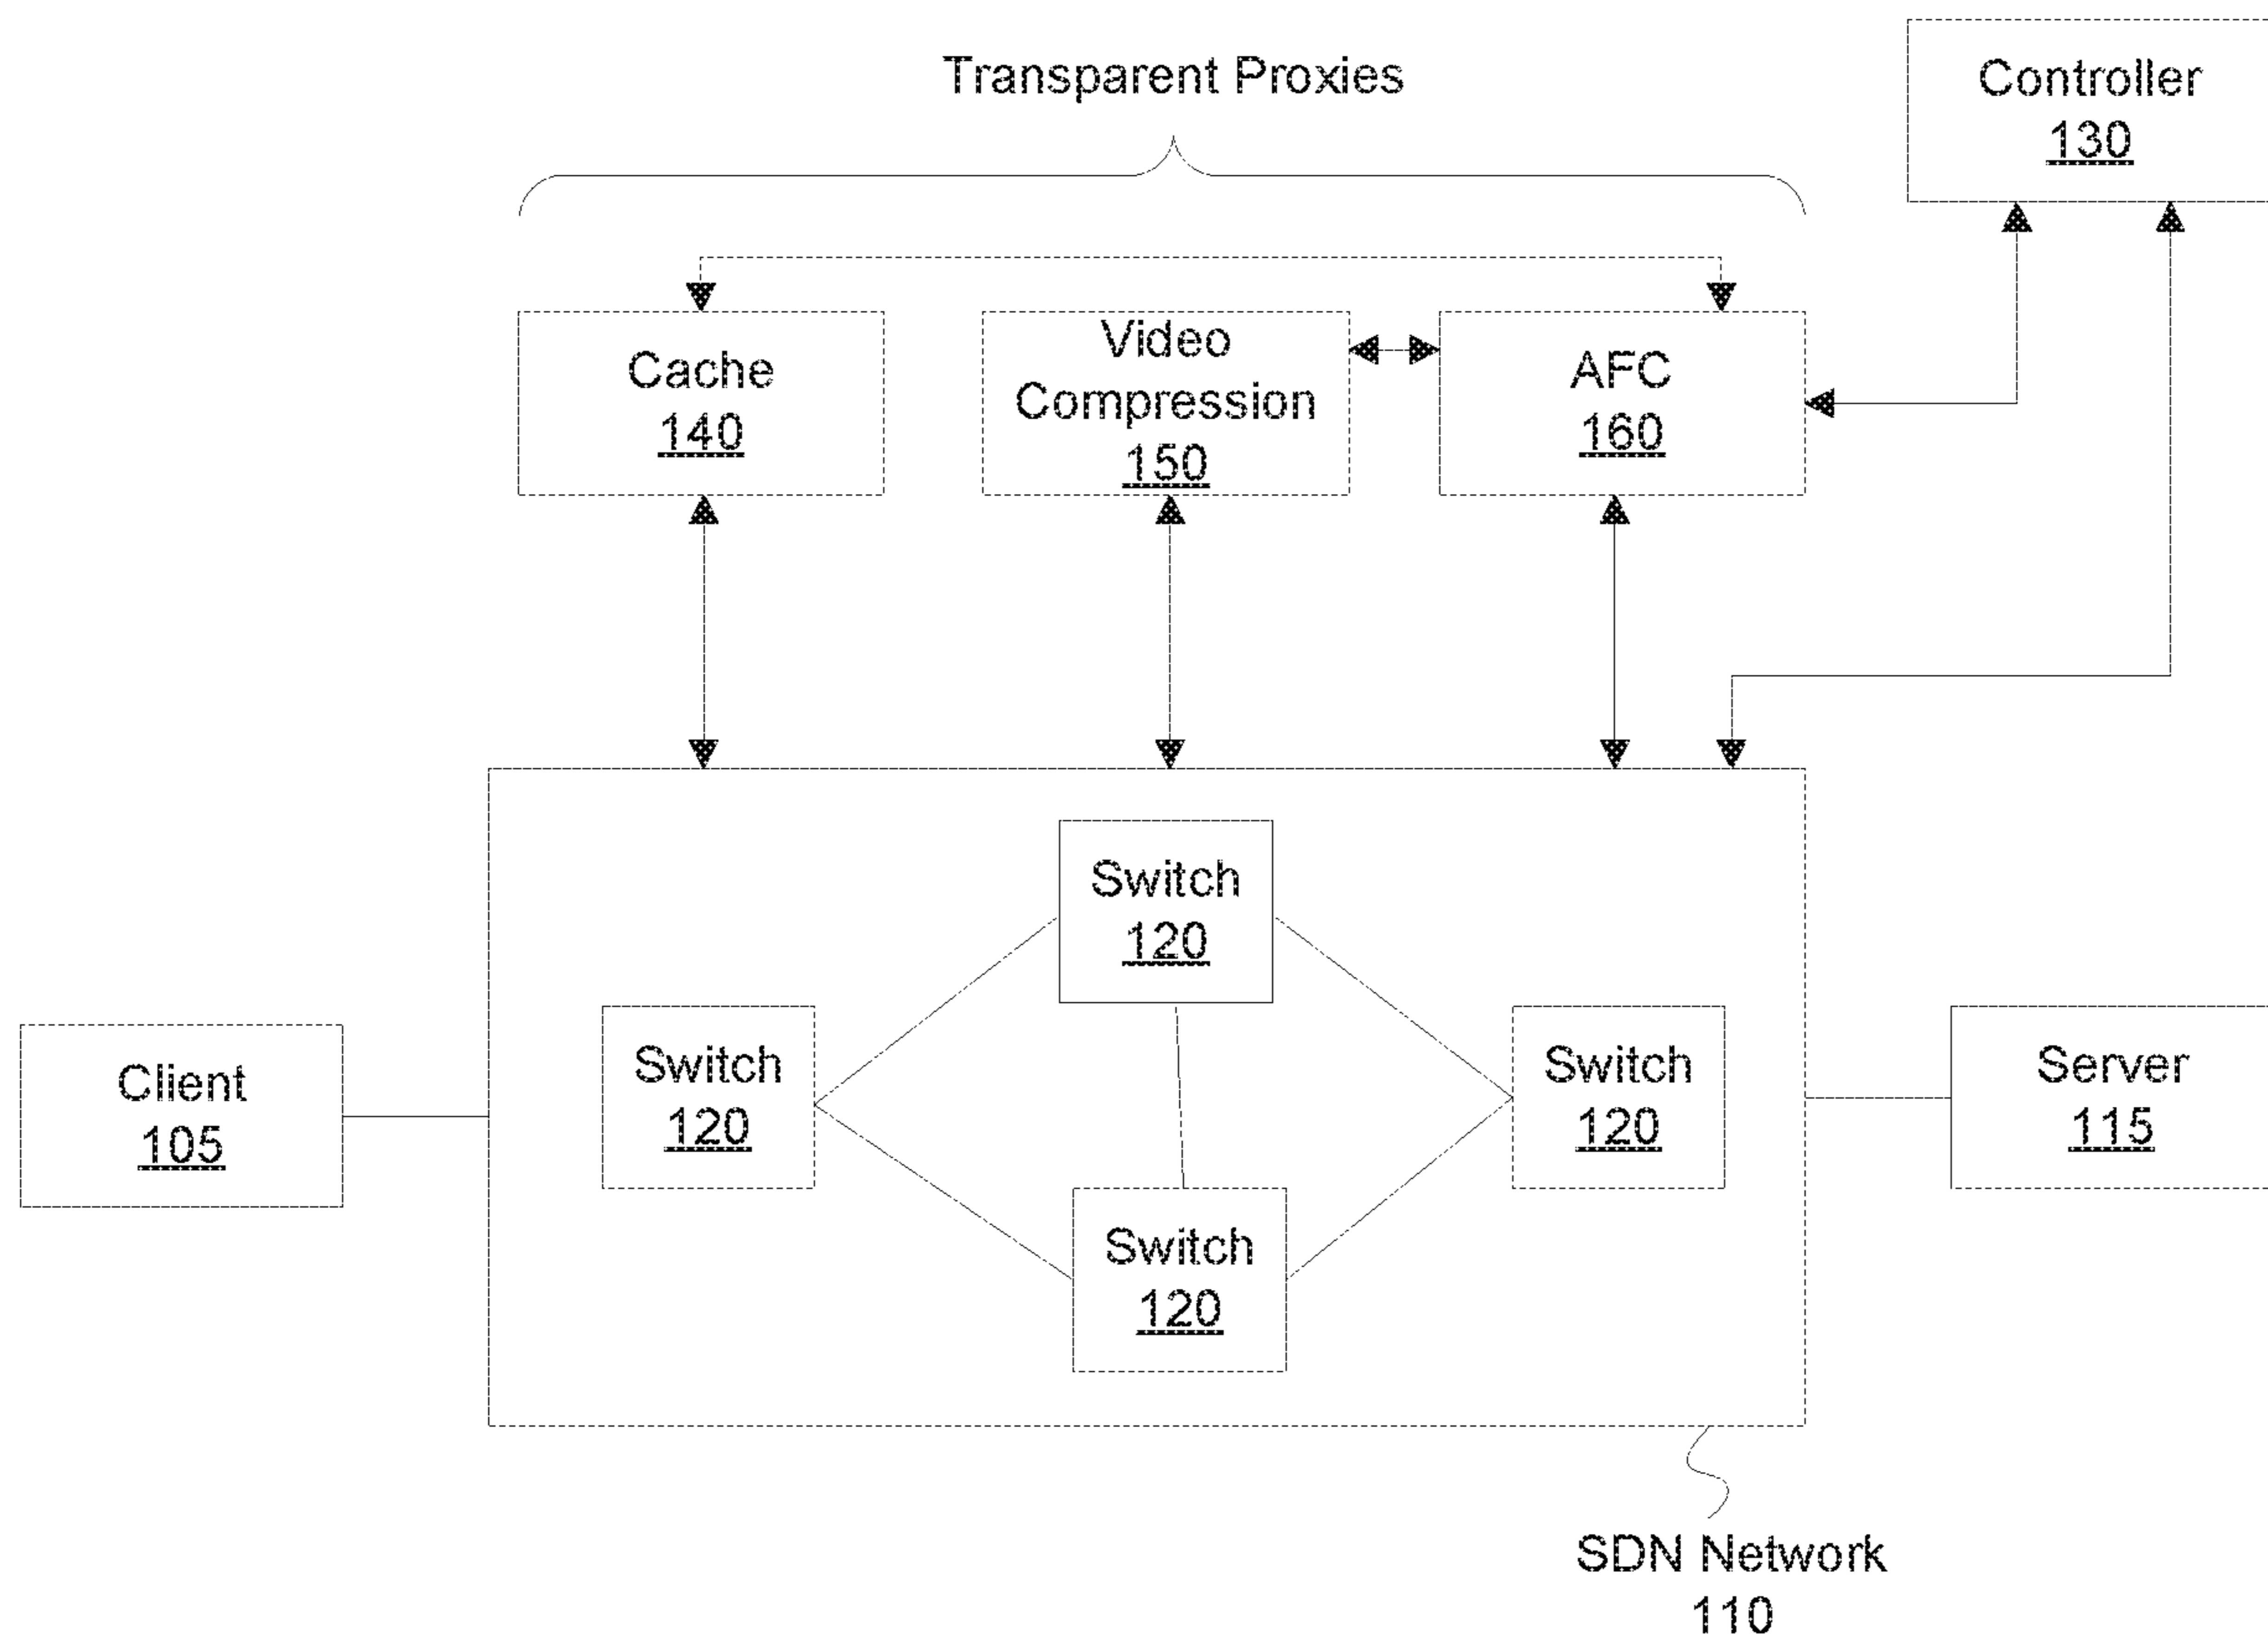 Transparent Proxies
Controller
130
Cache
140
Video
Compression
150
AFC
160
Switch
120
Client
105
Switch
120
Switch
120
Server
115
Switch
120
SDN Network
110